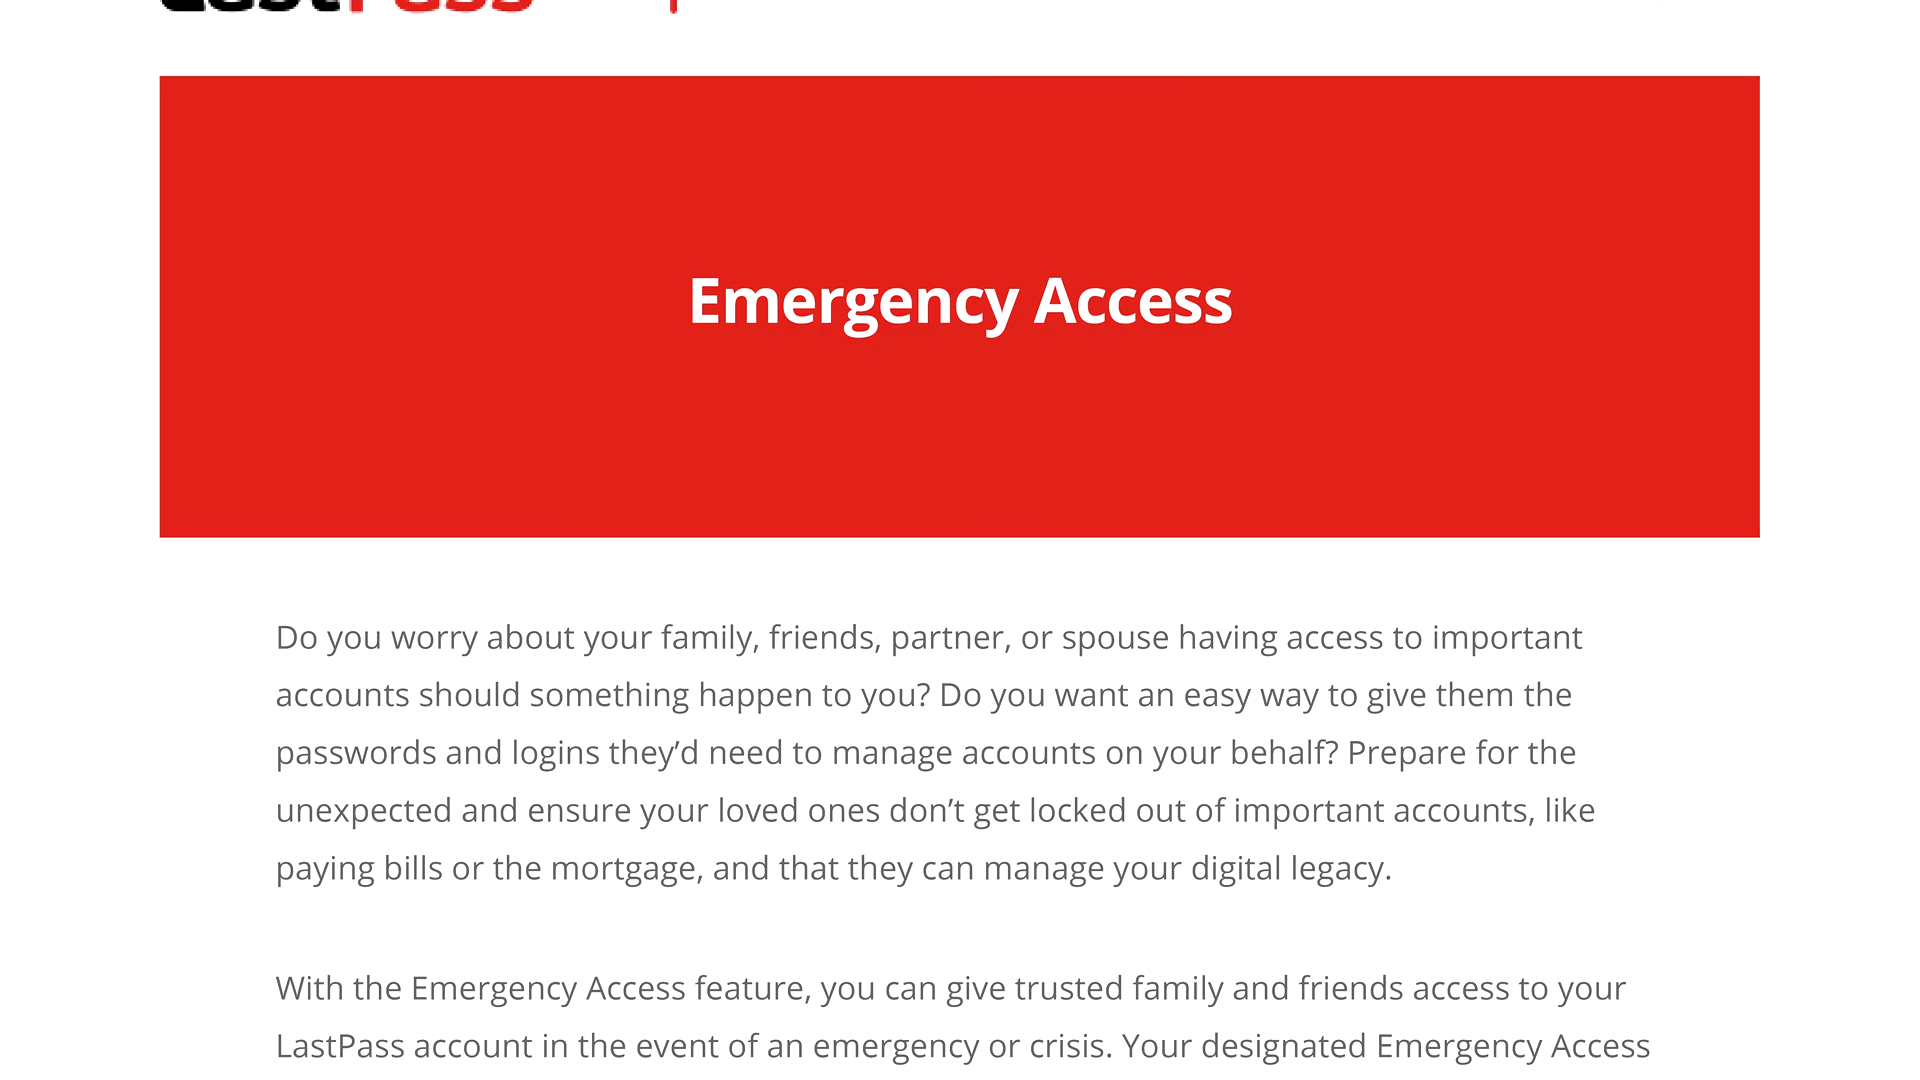 LastPass
Emergency Access
Do you worry about your family, friends, partner, or spouse having access to important
accounts should something happen to you? Do you want an easy way to give them the
passwords and logins they’d need to manage accounts on your behalf? Prepare for the
unexpected and ensure your loved ones don’t get locked out of important accounts, like
paying bills or the mortgage, and that they can manage your digital legacy.
With the Emergency Access feature, you can give trusted family and friends access to your
LastPass account in the event of an emergency or crisis. Your designated Emergency Access